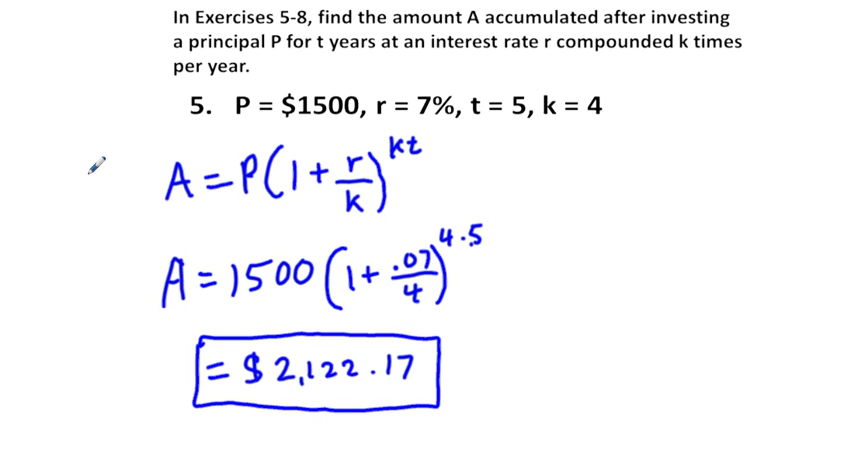 In Exercises 5-8, find the amount A accumulated after investing
a principal P for t years at an interest rate r compounded k times
per year.
5. P = $1500, r = 7%, t = 5, k = 4
A = P(1 + r/k)^kt
A = 1500(1 + .07/4)^4·5
= $2,122.17